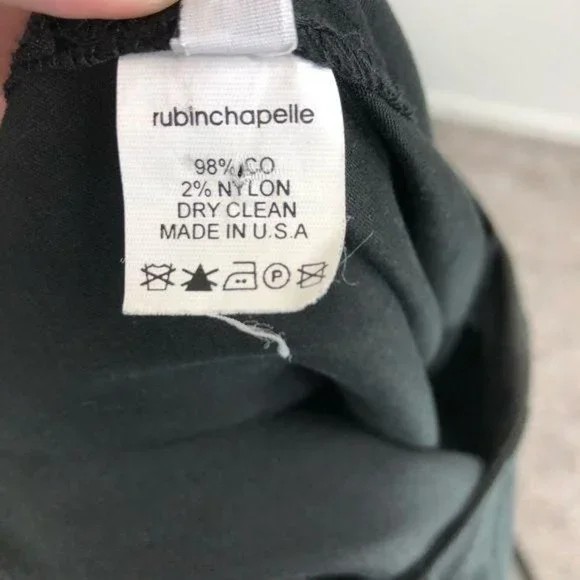 rubinchapelle
98% CO
2% NYLON
DRY CLEAN
MADE IN U.S.A
P